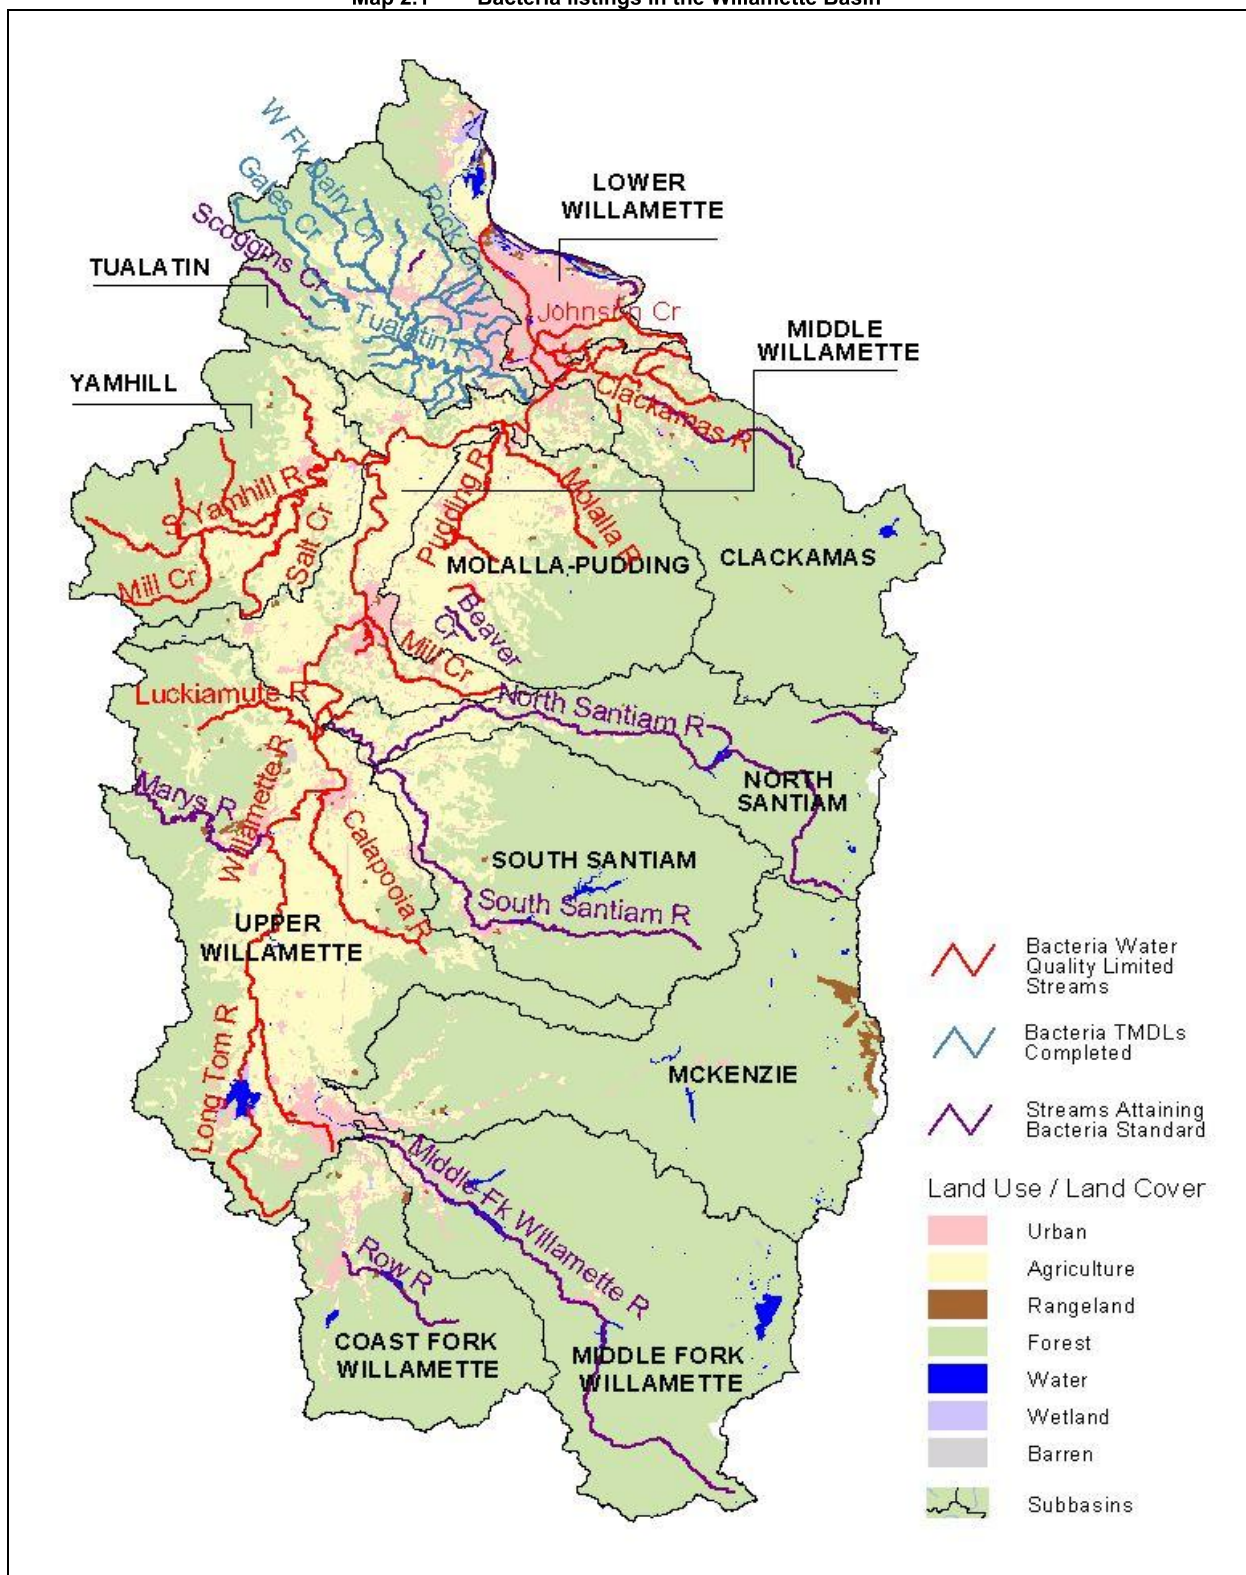 Map 2.1 Bacteria listings in the Willamette Basin
W Fk Dairy Cr
Gales Cr
Scoggins Cr
Rock Cr
LOWER
WILLAMETTE
TUALATIN
Tualatin R
Johnson Cr
MIDDLE
WILLAMETTE
YAMHILL
Clackamas R
S Yamhill R
Pudding R
Molalla R
Salt Cr
Mill Cr
MOLALLA-PUDDING
CLACKAMAS
Beaver
Cr
Mill Cr
Luckiamute R
North Santiam R
Willamette R
Marys R
NORTH
SANTIAM
Calapooia R
SOUTH SANTIAM
South Santiam R
UPPER
WILLAMETTE
Long Tom R
MCKENZIE
Middle Fk Willamette R
Row R
COAST FORK
WILLAMETTE
MIDDLE FORK
WILLAMETTE
Bacteria Water
Quality Limited
Streams
Bacteria TMDLs
Completed
Streams Attaining
Bacteria Standard
Land Use / Land Cover
Urban
Agriculture
Rangeland
Forest
Water
Wetland
Barren
Subbasins